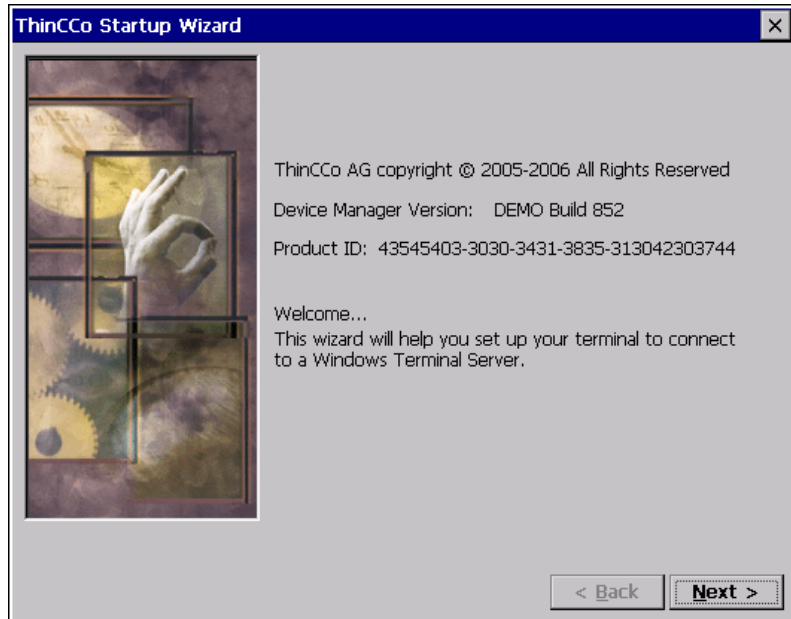 ThinCCo Startup Wizard
ThinCCo AG copyright © 2005-2006 All Rights Reserved
Device Manager Version: DEMO Build 852
Product ID: 43545403-3030-3431-3835-313042303744
Welcome...
This wizard will help you set up your terminal to connect
to a Windows Terminal Server.
< Back
Next >